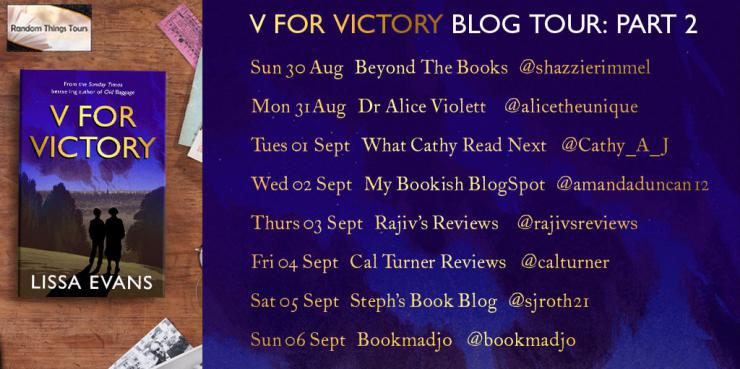 Random Things Tours
From the Sunday Times
bestselling author of Old Baggage
V FOR
VICTORY
LISSA EVANS
V FOR VICTORY BLOG TOUR: PART 2
Sun 30 Aug Beyond The Books @shazzierimmel
Mon 31 Aug Dr Alice Violett @alicetheunique
Tues 01 Sept What Cathy Read Next @Cathy_A_J
Wed 02 Sept My Bookish BlogSpot @amandaduncan12
Thurs 03 Sept Rajiv's Reviews @rajivsreviews
Fri 04 Sept Cal Turner Reviews @calturner
Sat 05 Sept Steph's Book Blog @sjroth21
Sun 06 Sept Bookmadjo @bookmadjo